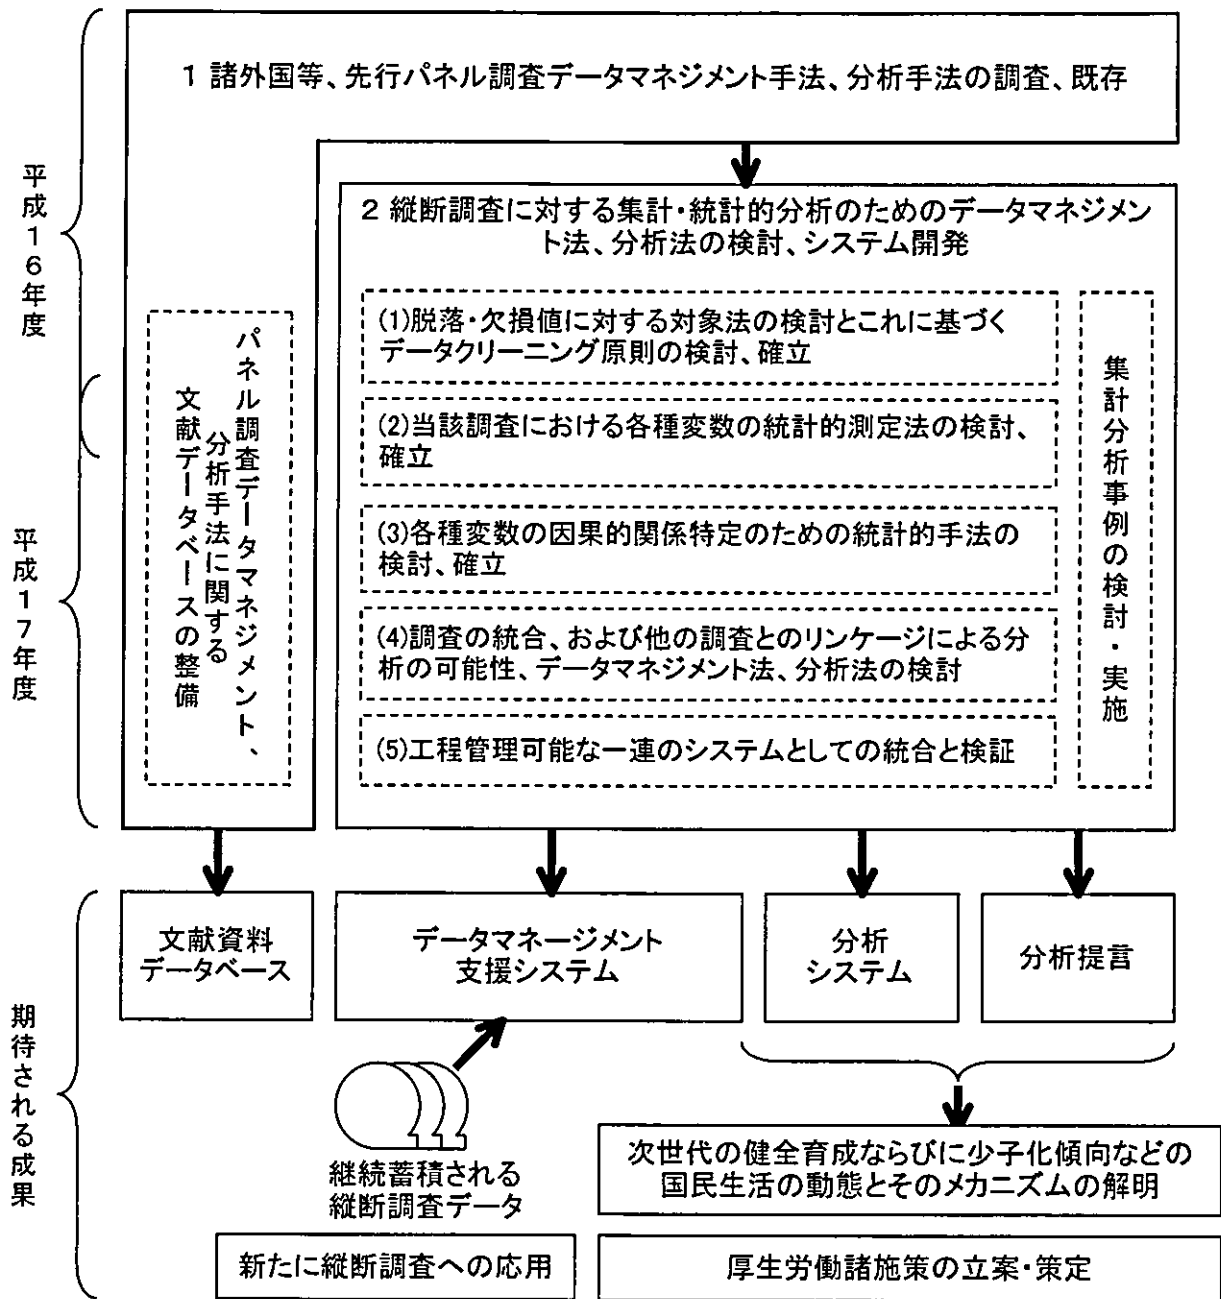 1 諸外国等、先行パネル調査データマネジメント手法、分析手法の調査、既存
平成16年度
2 縦断調査に対する集計・統計的分析のためのデータマネジメン
ト法、分析法の検討、システム開発
(1)脱落・欠損値に対する対象法の検討とこれに基づく
データクリーニング原則の検討、確立
(2)当該調査における各種変数の統計的測定法の検討、
確立
(3)各種変数の因果的関係特定のための統計的手法の
検討、確立
(4)調査の統合、および他の調査とのリンケージによる分
析の可能性、データマネジメント法、分析法の検討
(5)工程管理可能な一連のシステムとしての統合と検証
集計分析事例の検討・実施
パネル調査データマネジメント、
分析手法に関する
文献データベースの整備
平成17年度
文献資料
データベース
データマネージメント
支援システム
分析
システム
分析提言
期待される成果
継続蓄積される
縦断調査データ
次世代の健全育成ならびに少子化傾向などの
国民生活の動態とそのメカニズムの解明
新たに縦断調査への応用
厚生労働諸施策の立案・策定